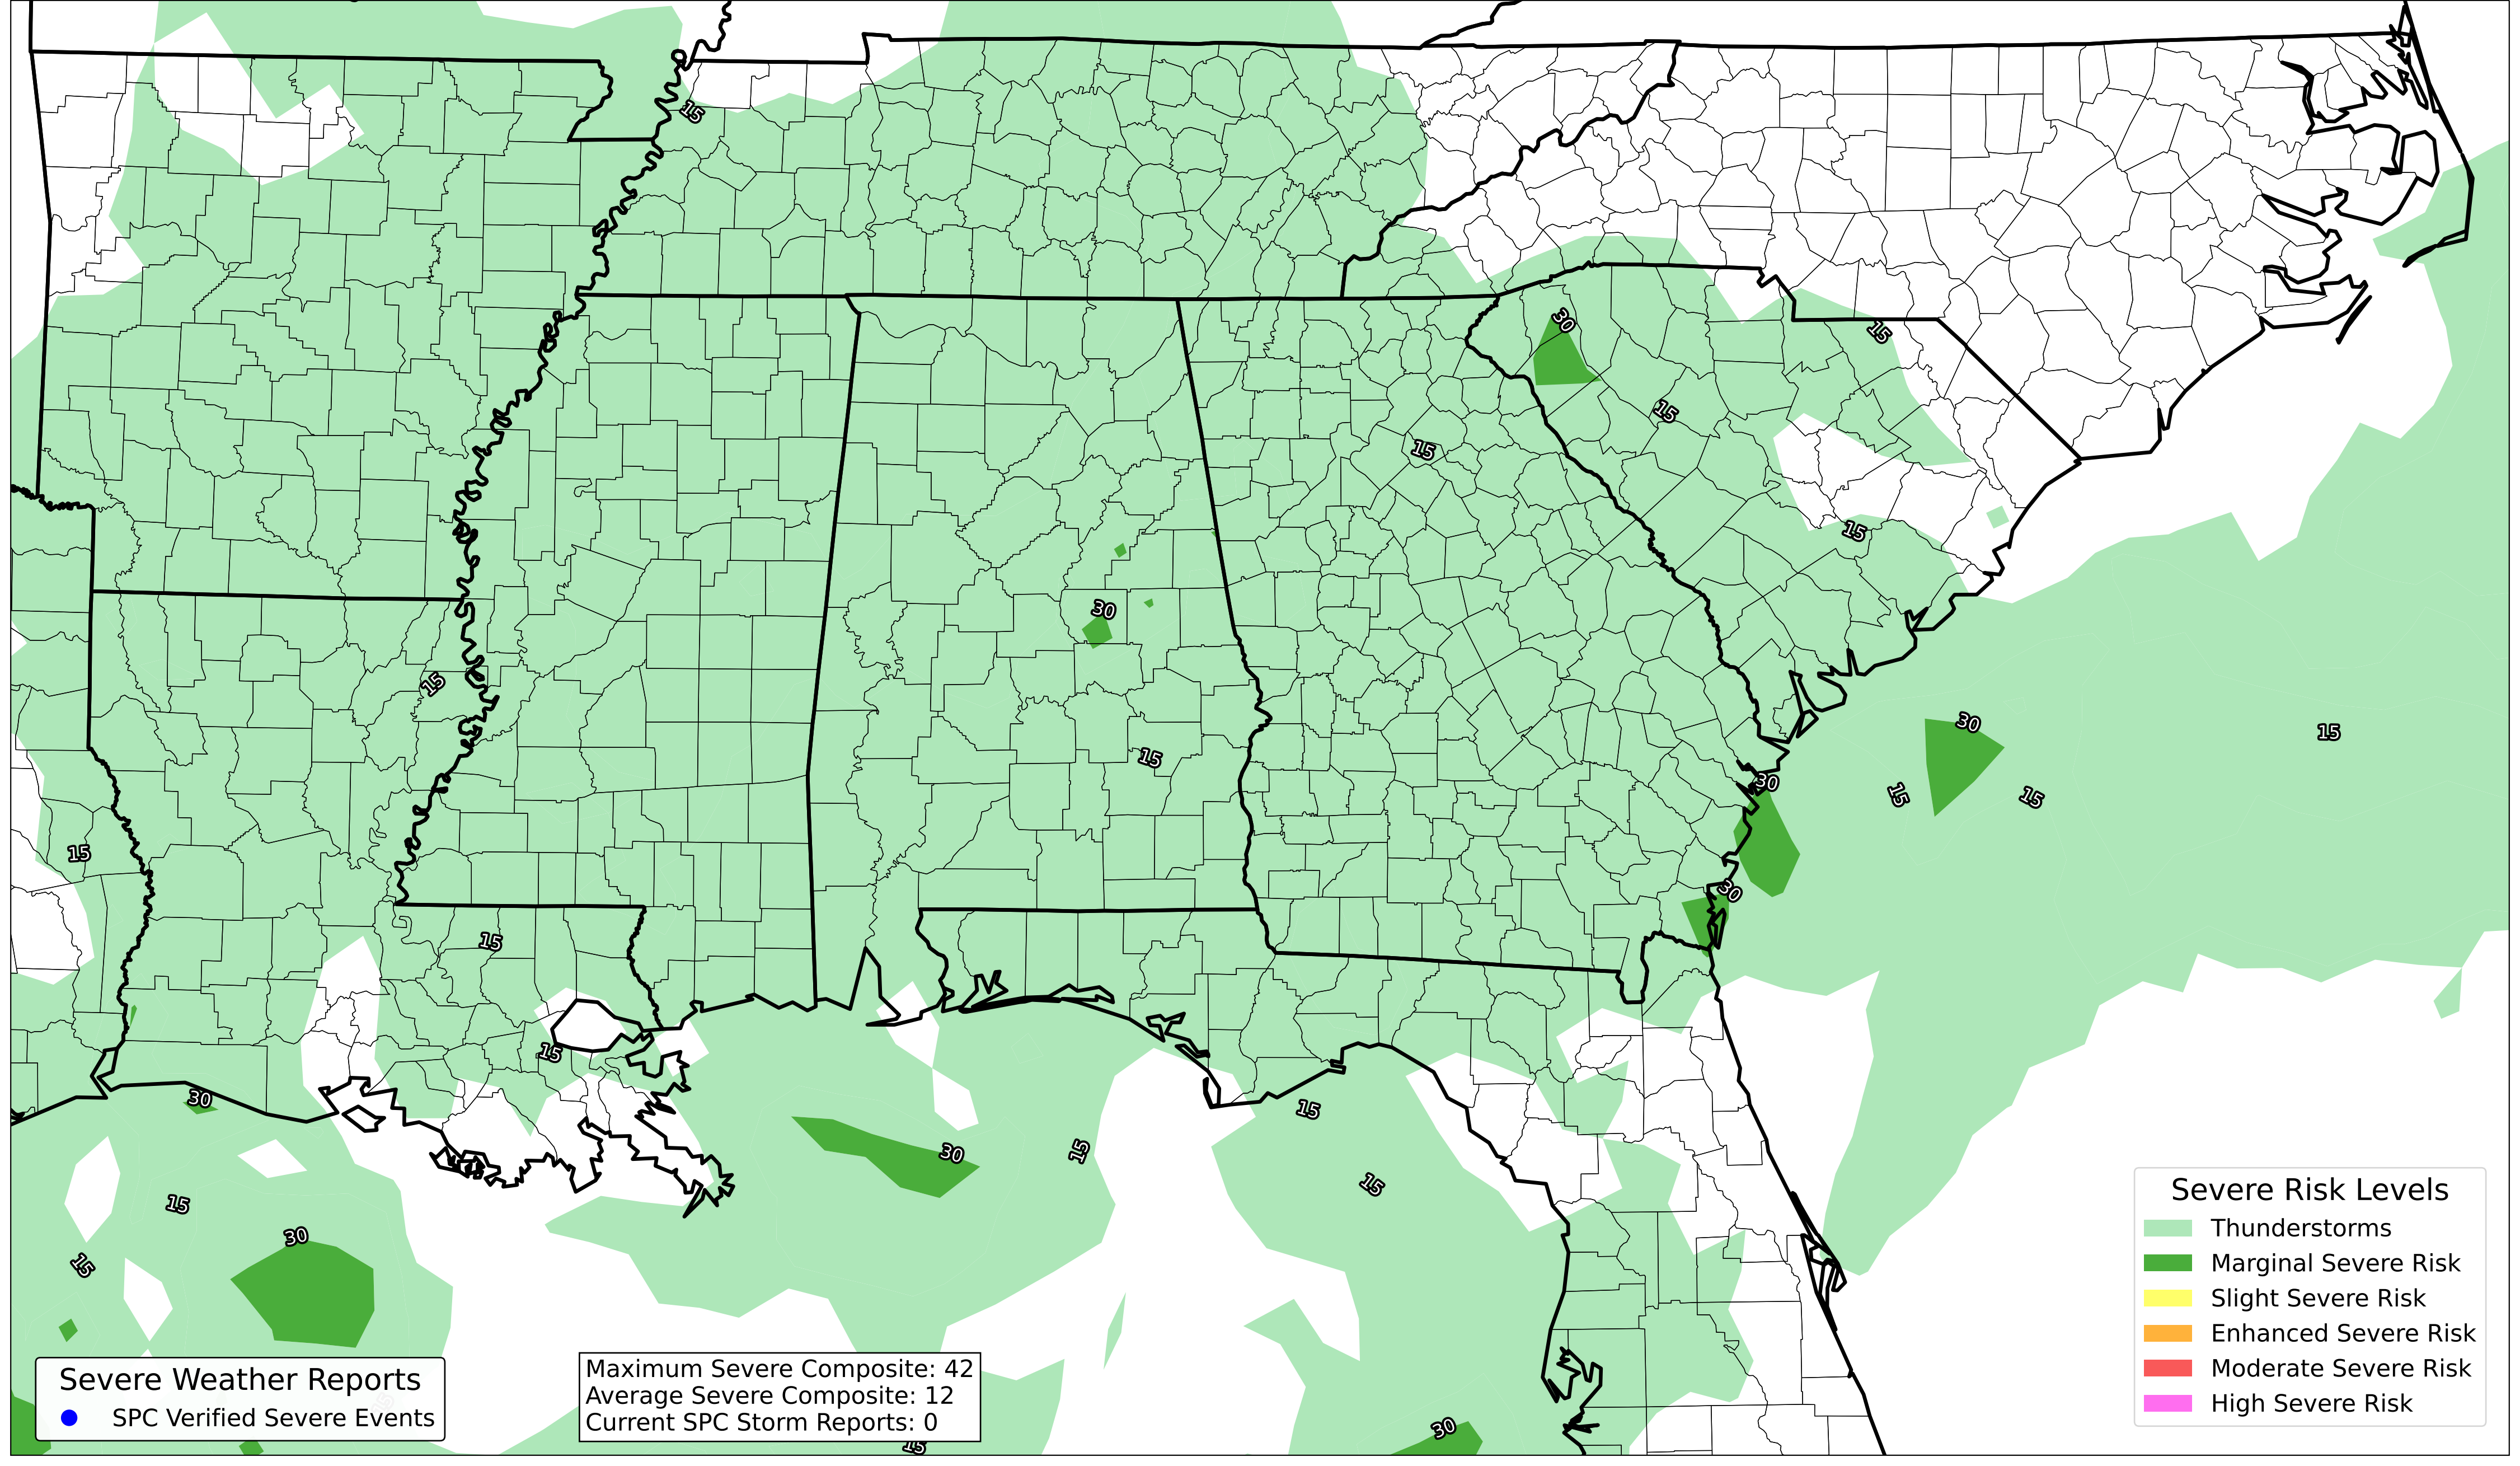 15
30
15
15
15
15
30
15
15
30
15
15
30
15
15
30
15
30
15
15
30
15
30
15
15
15
30
15
30
15
Severe Risk Levels
Thunderstorms
Marginal Severe Risk
Slight Severe Risk
Enhanced Severe Risk
Moderate Severe Risk
High Severe Risk
Severe Weather Reports
SPC Verified Severe Events
Maximum Severe Composite: 42
Average Severe Composite: 12
Current SPC Storm Reports: 0